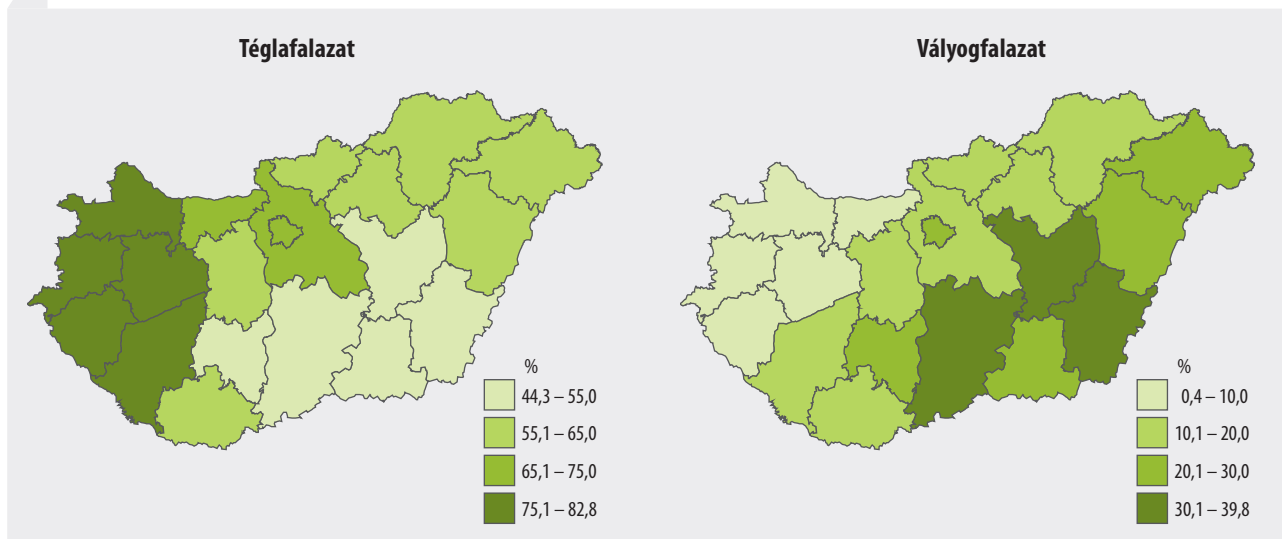 Téglafalazat
%
44,3 – 55,0
55,1 – 65,0
65,1 – 75,0
75,1 – 82,8
Vályogfalazat
%
0,4 – 10,0
10,1 – 20,0
20,1 – 30,0
30,1 – 39,8